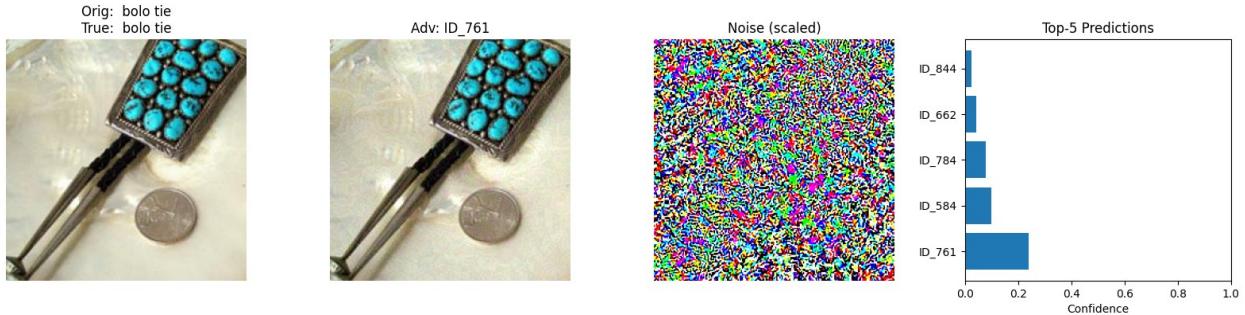 Orig:  bolo tie
True:  bolo tie
Adv: ID_761
Noise (scaled)
Top-5 Predictions
ID_844
ID_662
ID_784
ID_584
ID_761
0.0 0.2 0.4 0.6 0.8 1.0
Confidence